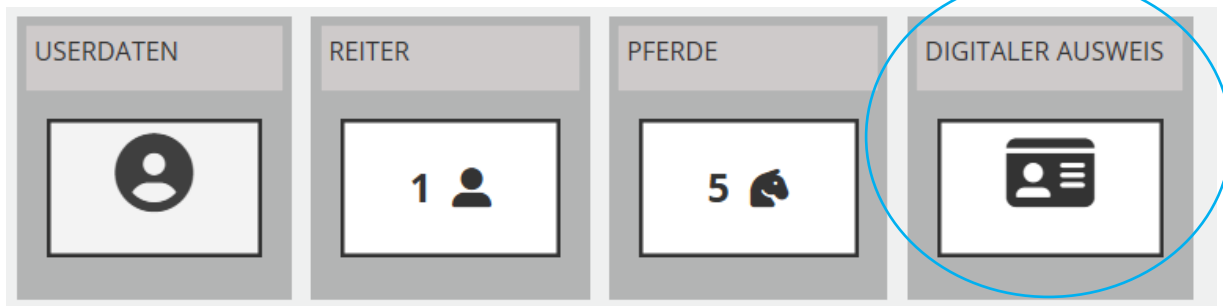 USERDATEN
REITER
PFERDE
DIGITALER AUSWEIS
1
5